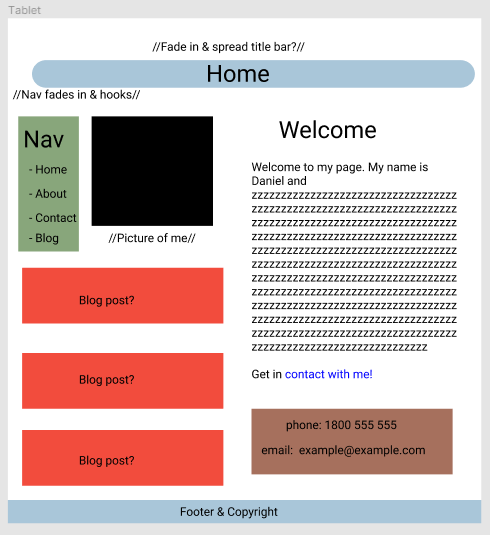 Tablet
//Fade in & spread title bar?//
Home
//Nav fades in & hooks//
Nav
- Home
- About
- Contact
- Blog
//Picture of me//
Blog post?
Blog post?
Blog post?
Welcome
Welcome to my page. My name is
Daniel and
zzzzzzzzzzzzzzzzzzzzzzzzzzzzzzzzzzz
zzzzzzzzzzzzzzzzzzzzzzzzzzzzzzzzzzz
zzzzzzzzzzzzzzzzzzzzzzzzzzzzzzzzzzz
zzzzzzzzzzzzzzzzzzzzzzzzzzzzzzzzzzz
zzzzzzzzzzzzzzzzzzzzzzzzzzzzzzzzzzz
zzzzzzzzzzzzzzzzzzzzzzzzzzzzzzzzzzz
zzzzzzzzzzzzzzzzzzzzzzzzzzzzzzzzzzz
zzzzzzzzzzzzzzzzzzzzzzzzzzzzzzzzzzz
zzzzzzzzzzzzzzzzzzzzzzzzzzzzzzzzzzz
zzzzzzzzzzzzzzzzzzzzzzzzzzzzzzzzzzz
zzzzzzzzzzzzzzzzzzzzzzzzzzzzzzzzzzz
zzzzzzzzzzzzzzzzzzzzzzzzzzzzzz
Get in contact with me!
phone: 1800 555 555
email:  example@example.com
Footer & Copyright